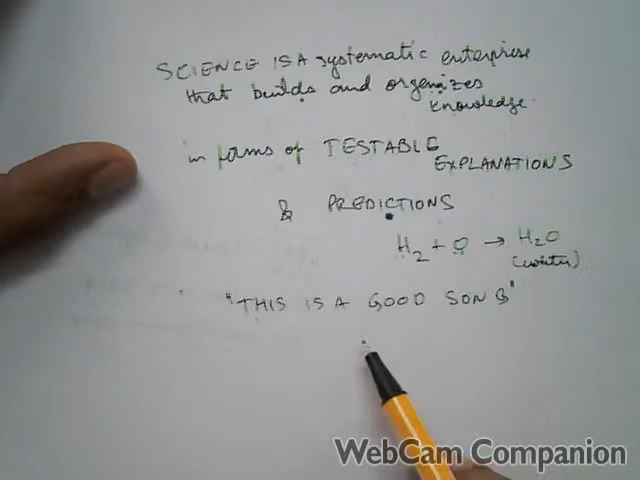 SCIENCE IS A systematic enterprise
that builds and organizes
knowledge
in forms of TESTABLE
EXPLANATIONS
& PREDICTIONS
H2 + O → H2O
(water)
"THIS IS A GOOD SONG"
WebCam Companion